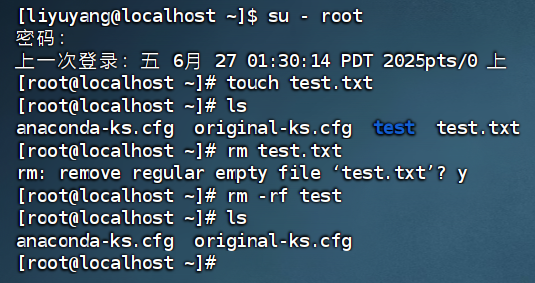 [liyuyang@localhost ~]$ su - root
密码：
上一次登录：五 6月 27 01:30:14 PDT 2025pts/0 上
[root@localhost ~]# touch test.txt
[root@localhost ~]# ls
anaconda-ks.cfg  original-ks.cfg  test  test.txt
[root@localhost ~]# rm test.txt
rm: remove regular empty file ‘test.txt’? y
[root@localhost ~]# rm -rf test
[root@localhost ~]# ls
anaconda-ks.cfg  original-ks.cfg
[root@localhost ~]#